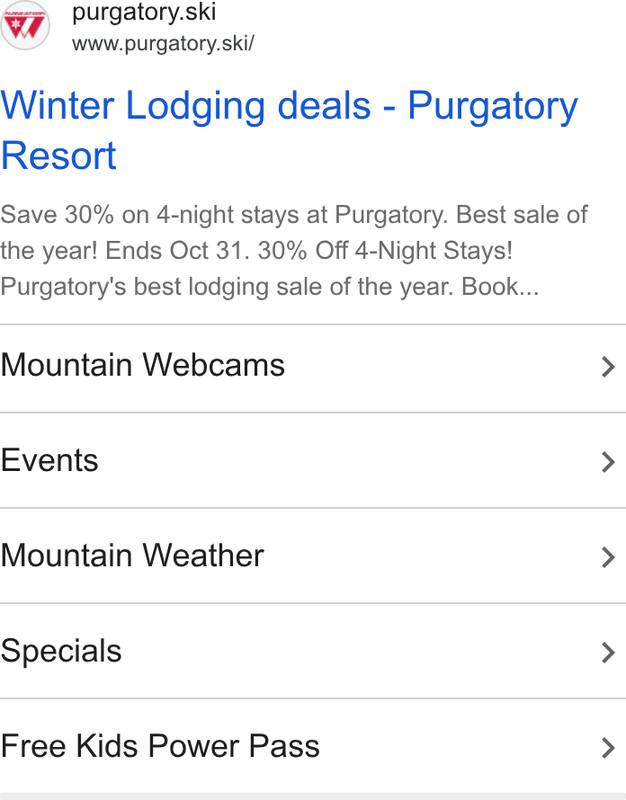 purgatory.ski
www.purgatory.ski/
Winter Lodging deals - Purgatory
Resort
Save 30% on 4-night stays at Purgatory. Best sale of
the year! Ends Oct 31. 30% Off 4-Night Stays!
Purgatory's best lodging sale of the year. Book...
Mountain Webcams
Events
Mountain Weather
Specials
Free Kids Power Pass